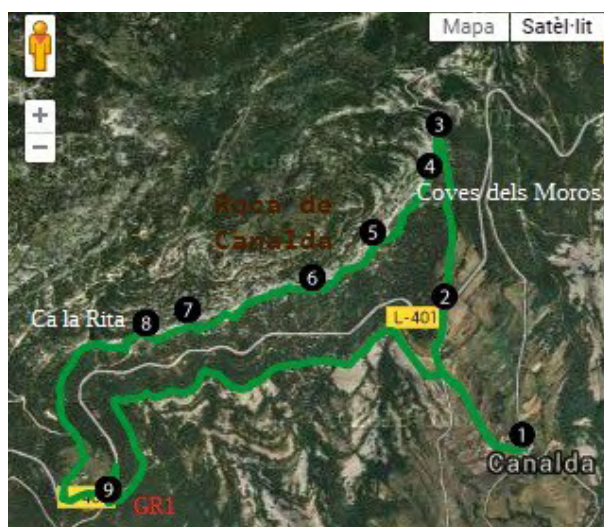 Mapa
Satèl·lit
+
−
3
4
Coves dels Moros
Roca de
Canalda
5
6
2
L-401
7
8
Ca la Rita
1
Canalda
9
GR1